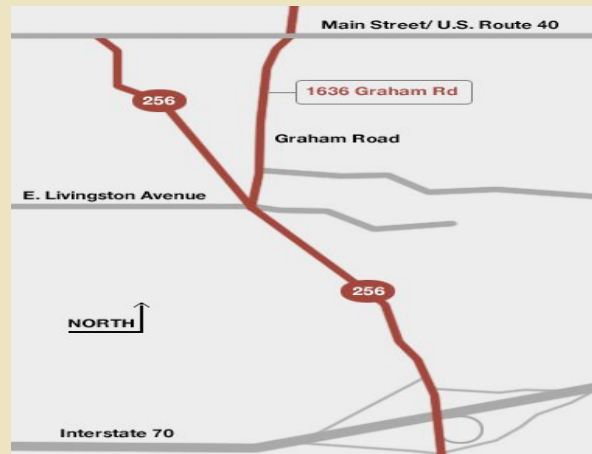 Main Street/ U.S. Route 40
256
1636 Graham Rd
Graham Road
E. Livingston Avenue
256
NORTH
Interstate 70